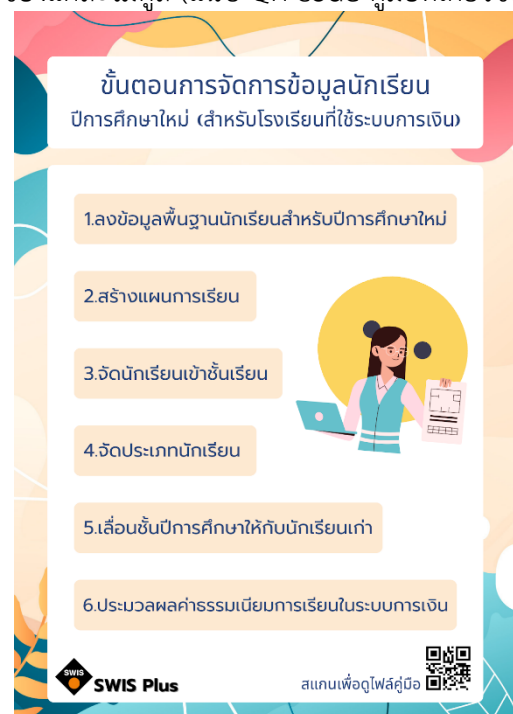 ขั้นตอนการจัดการข้อมูลนักเรียน
ปีการศึกษาใหม่ (สำหรับโรงเรียนที่ใช้ระบบการเงิน)
1.ลงข้อมูลพื้นฐานนักเรียนสำหรับปีการศึกษาใหม่
2.สร้างแผนการเรียน
3.จัดนักเรียนเข้าชั้นเรียน
4.จัดประเภทนักเรียน
5.เลื่อนชั้นปีการศึกษาให้กับนักเรียนเก่า
6.ประมวลผลค่าธรรมเนียมการเรียนในระบบการเงิน
SWIS
SWIS Plus
สแกนเพื่อดูไฟล์คู่มือ